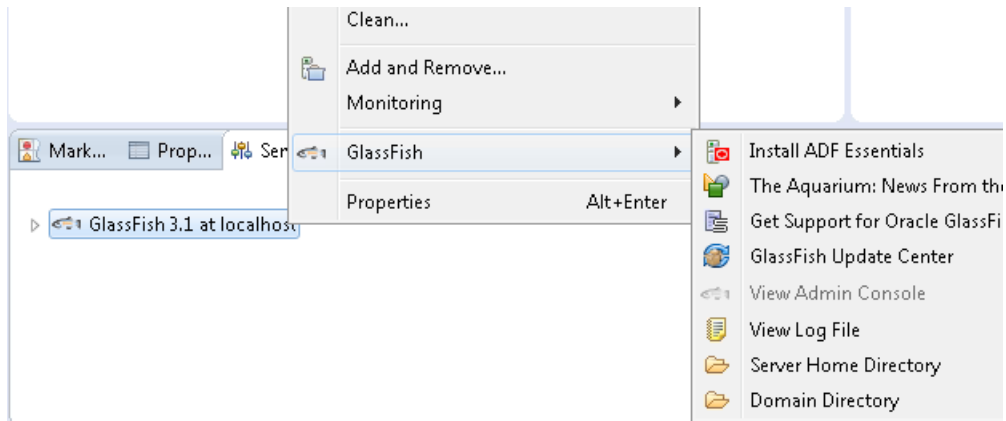 Clean...
Add and Remove...
Monitoring
Mark... Prop... Ser
GlassFish
Properties Alt+Enter
GlassFish 3.1 at localhost
Install ADF Essentials
The Aquarium: News From the
Get Support for Oracle GlassFi
GlassFish Update Center
View Admin Console
View Log File
Server Home Directory
Domain Directory